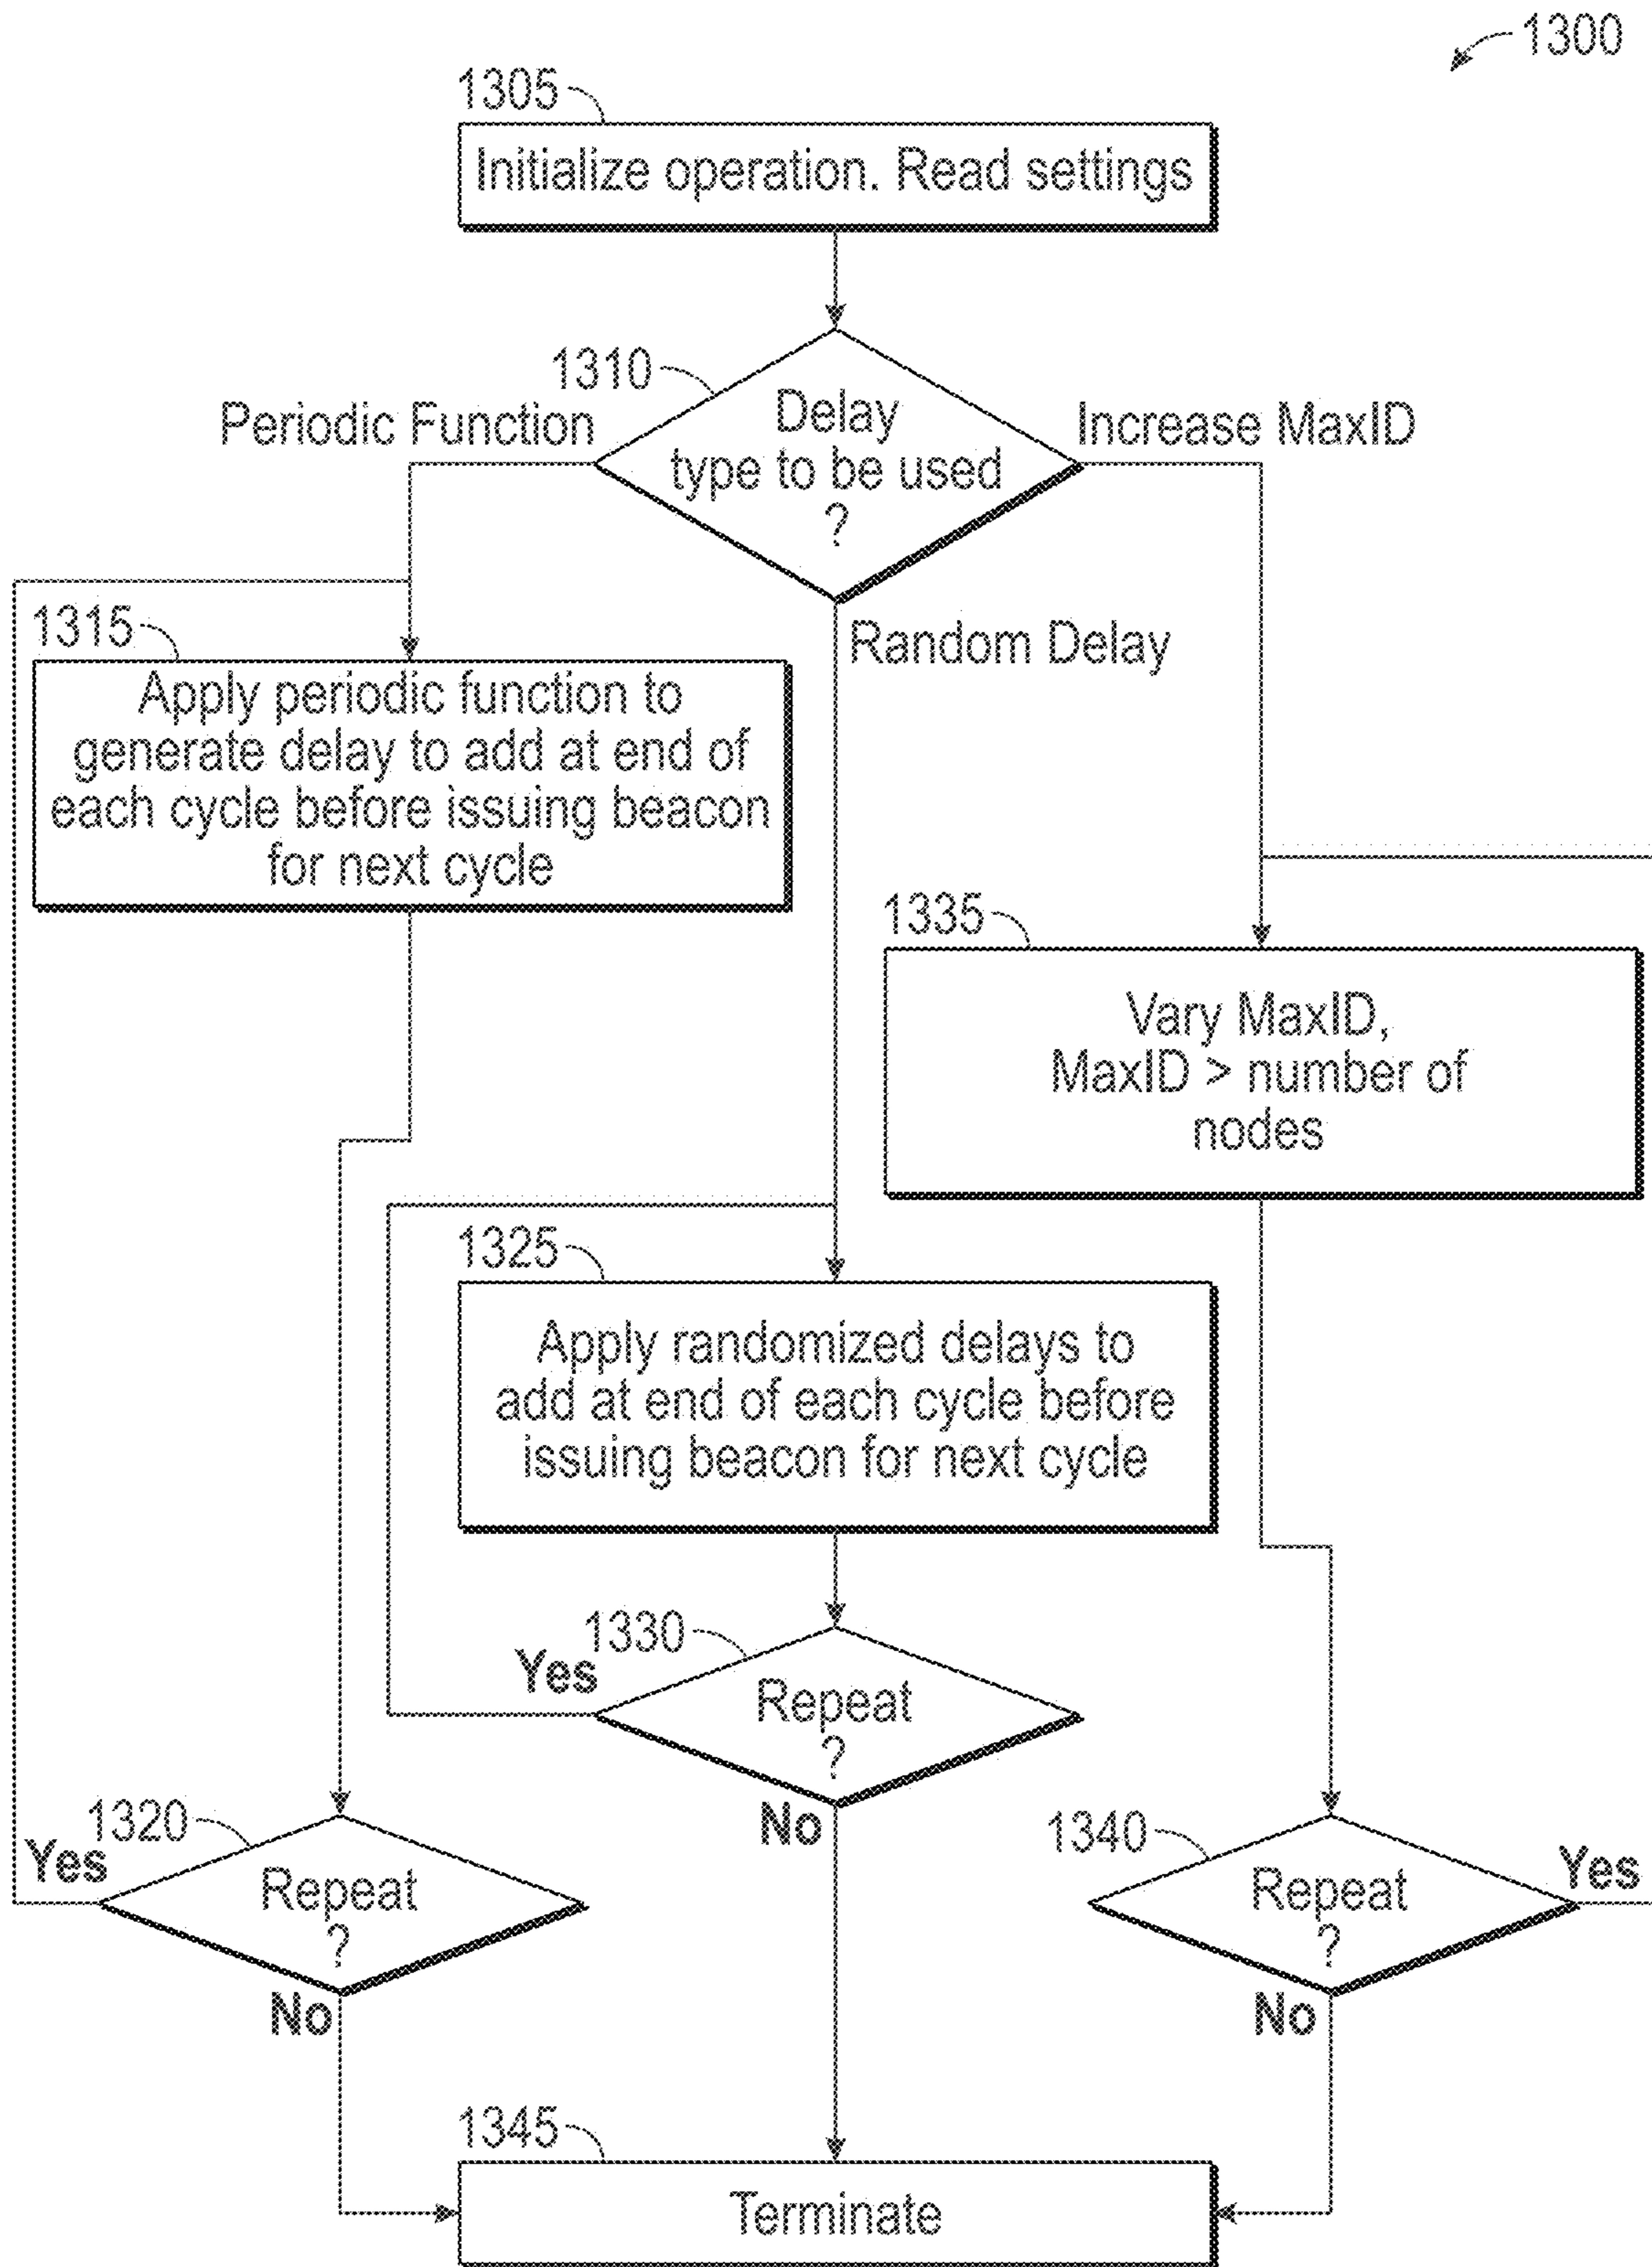 1300
1305
Initialize operation. Read settings
1310
Delay
type to be used
?
Periodic Function
Increase MaxID
Random Delay
1315
Apply periodic function to
generate delay to add at end of
each cycle before issuing beacon
for next cycle
1335
Vary MaxID,
MaxID > number of
nodes
1325
Apply randomized delays to
add at end of each cycle before
issuing beacon for next cycle
1330
Yes
Repeat
?
No
1320
Yes
Repeat
?
No
1340
Yes
Repeat
?
No
1345
Terminate